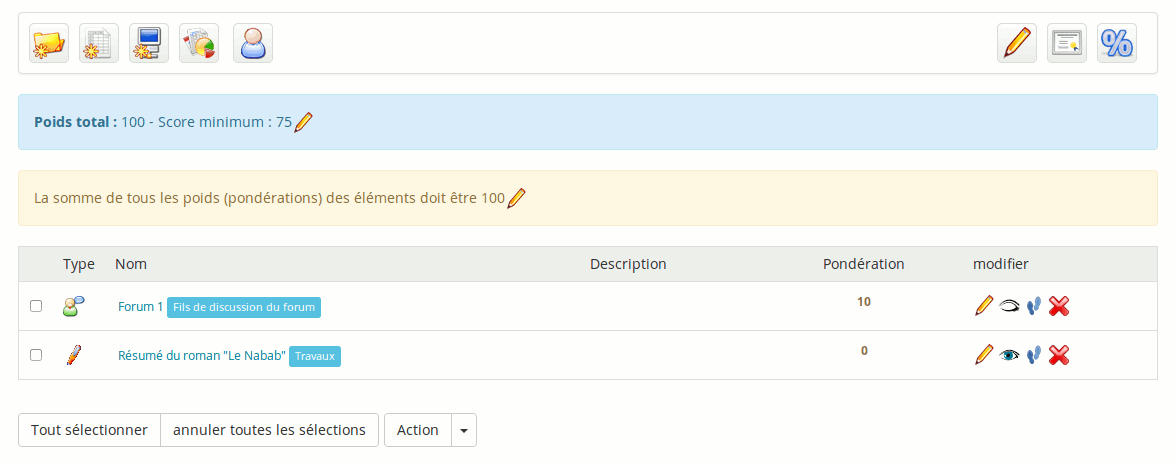 Poids total : 100 - Score minimum : 75
La somme de tous les poids (pondérations) des éléments doit être 100
Type Nom Description Pondération modifier
Forum 1 Fils de discussion du forum 10
Résumé du roman "Le Nabab" Travaux 0
Tout sélectionner annuler toutes les sélections Action